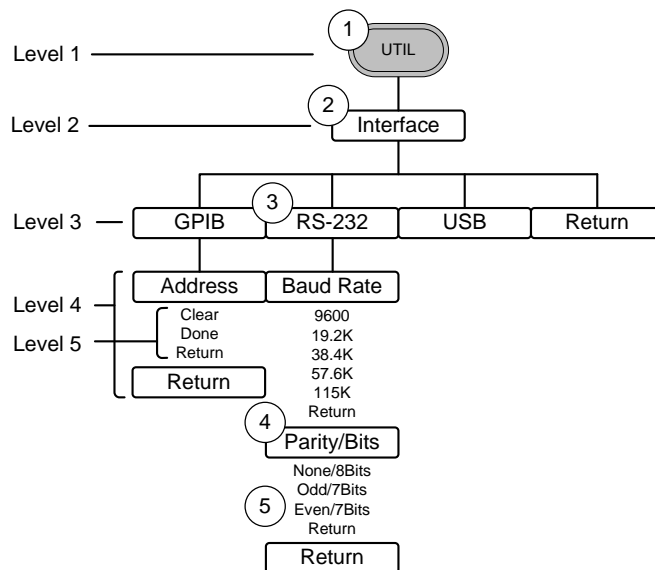 1
UTIL
Level 1
2
Level 2
Interface
3
Level 3
GPIB
RS-232
USB
Return
Level 4
Address
Baud Rate
Level 5
Clear
Done
Return
Return
9600
19.2K
38.4K
57.6K
115K
Return
4
Parity/Bits
None/8Bits
Odd/7Bits
5
Even/7Bits
Return
Return